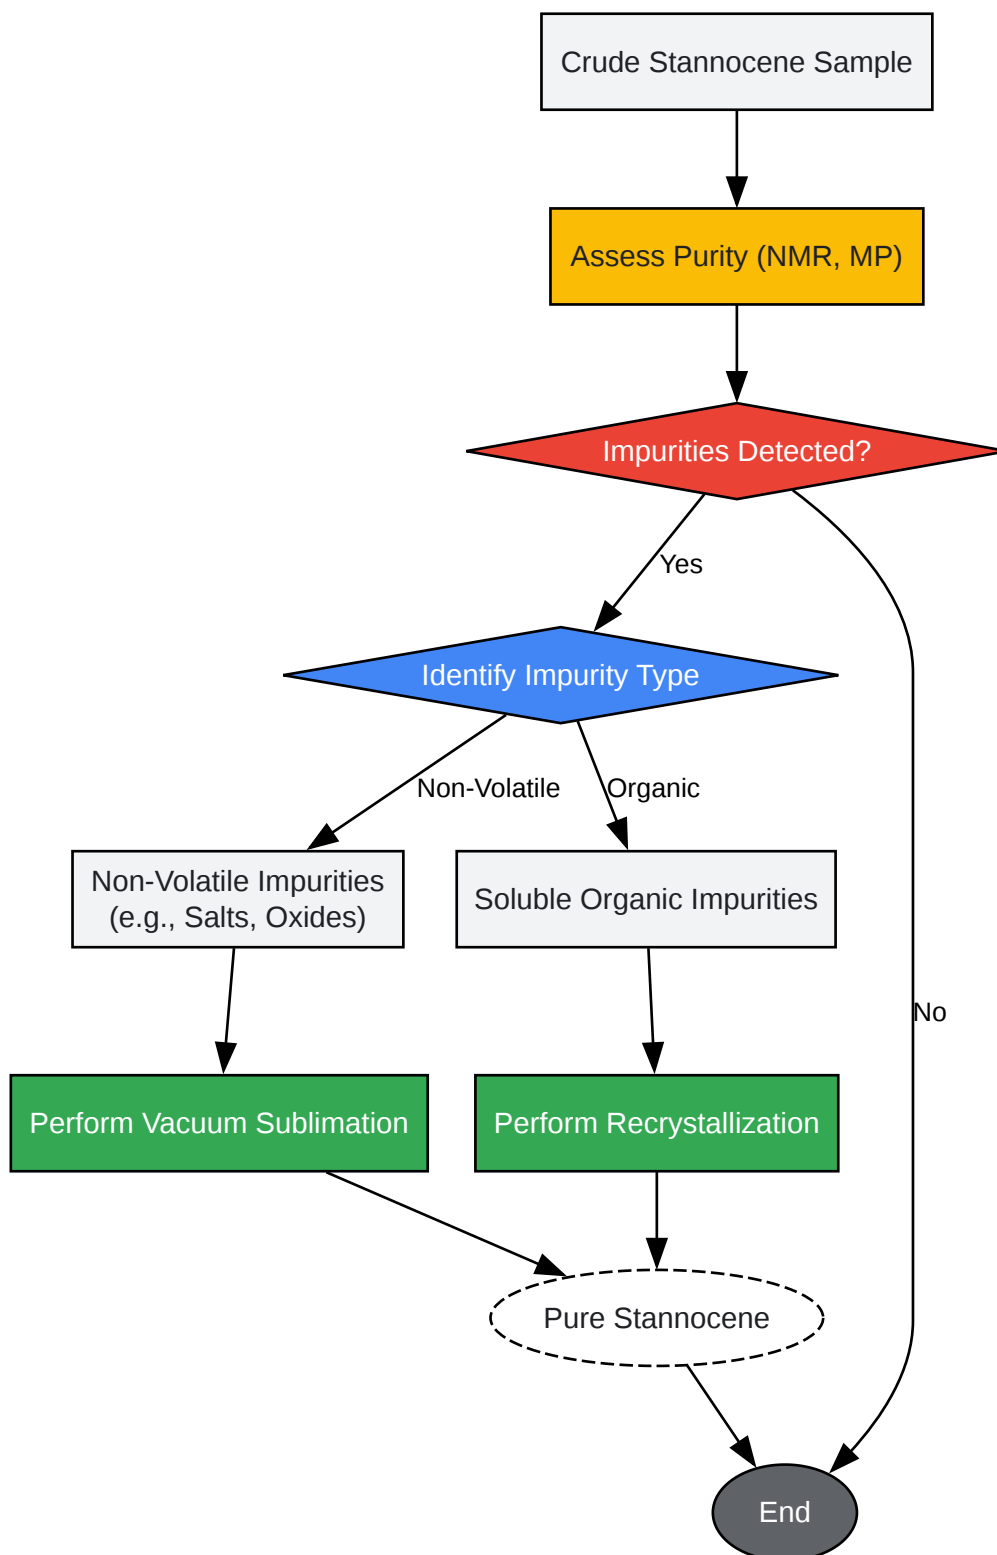 Crude Stannocene Sample
Assess Purity (NMR, MP)
Impurities Detected?
Yes
Identify Impurity Type
Non-Volatile
Organic
Non-Volatile Impurities
(e.g., Salts, Oxides)
Soluble Organic Impurities
No
Perform Vacuum Sublimation
Perform Recrystallization
Pure Stannocene
End